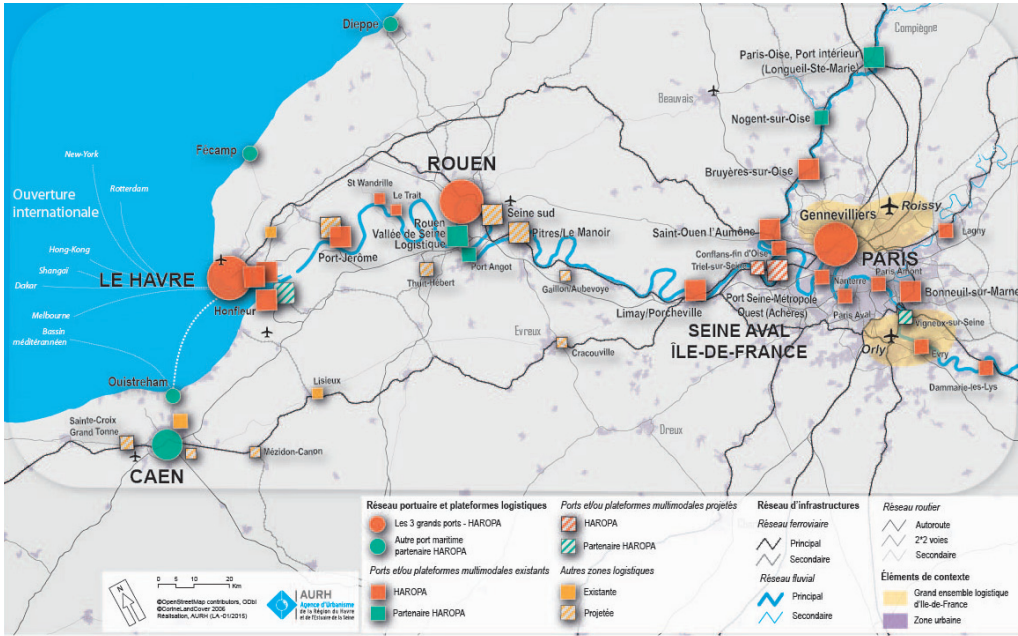 Dieppe
Compiègne
Paris-Oise, Port intérieur
(Longueil-Ste-Marie)
Beauvais
Nogent-sur-Oise
Fécamp
New-York
Rotterdam
Ouverture
internationale
Hong-Kong
Shangaï
Dakar
Melbourne
Bassin
méditérannéen
ROUEN
St Wandrille
Le Trait
Bruyères-sur-Oise
Rouen
Vallée de Seine
Logistique
Seine sud
Pitres/Le Manoir
Gennevilliers
Roissy
Saint-Ouen l'Aumône
Lagny
LE HAVRE
Port-Jérôme
Port Angot
Conflans-fin d'Oise
Triel-sur-Seine
PARIS
Honfleur
Thuit-Hébert
Gaillon/Aubevoye
Nanterre
Paris Amont
Limay/Porcheville
Port Seine-Métropole
Ouest (Achères)
Paris Aval
Bonneuil-sur-Marne
Vigneux-sur-Seine
SEINE AVAL
ÎLE-DE-FRANCE
Evreux
Cracouville
Orly
Evry
Dammarie-les-Lys
Ouistreham
Lisieux
Sainte-Croix
Grand Tonne
Dreux
Mézidon-Canon
CAEN
Réseau portuaire et plateformes logistiques
Les 3 grands ports - HAROPA
Autre port maritime
partenaire HAROPA
Ports et/ou plateformes multimodales existants
HAROPA
Partenaire HAROPA
Ports et/ou plateformes multimodales projetés
HAROPA
Partenaire HAROPA
Autres zones logistiques
Existante
Projetée
Réseau d'infrastructures
Réseau ferroviaire
Principal
Secondaire
Réseau fluvial
Principal
Secondaire
Réseau routier
Autoroute
2*2 voies
Secondaire
Éléments de contexte
Grand ensemble logistique
d'Ile-de-France
Zone urbaine
N
0 5 10 20
Km
©OpenStreetMap contributors, ODbl
©CorineLandCover 2006
Réalisation, AURH (LA -01/2015)
AURH
Agence d'Urbanisme
de la Région du Havre
et de l'Estuaire de la Seine